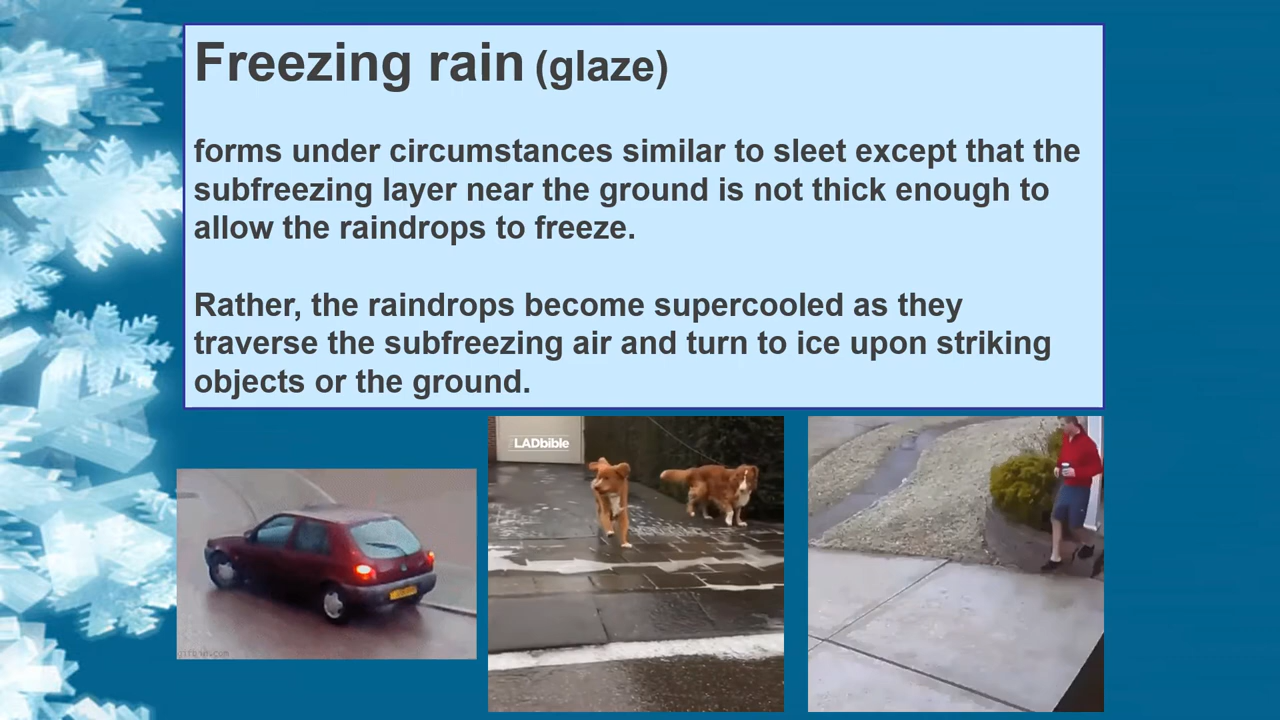 Freezing rain (glaze)
forms under circumstances similar to sleet except that the
subfreezing layer near the ground is not thick enough to
allow the raindrops to freeze.
Rather, the raindrops become supercooled as they
traverse the subfreezing air and turn to ice upon striking
objects or the ground.
LADbible